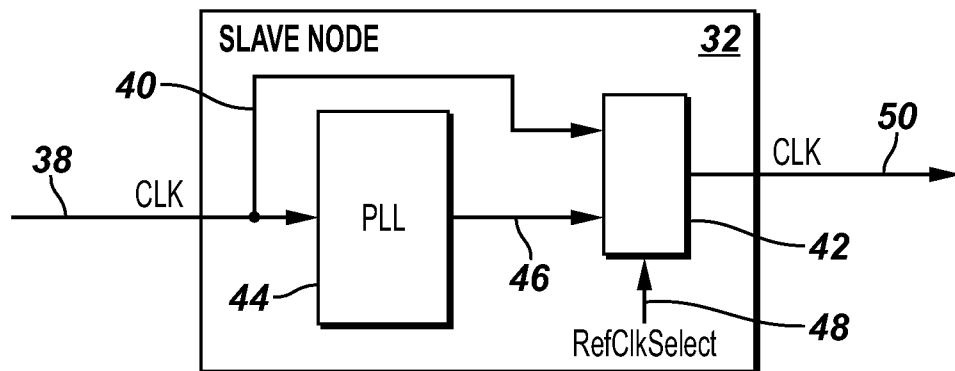 SLAVE NODE
32
40
50
38
CLK
CLK
PLL
46
42
44
48
RefClkSelect